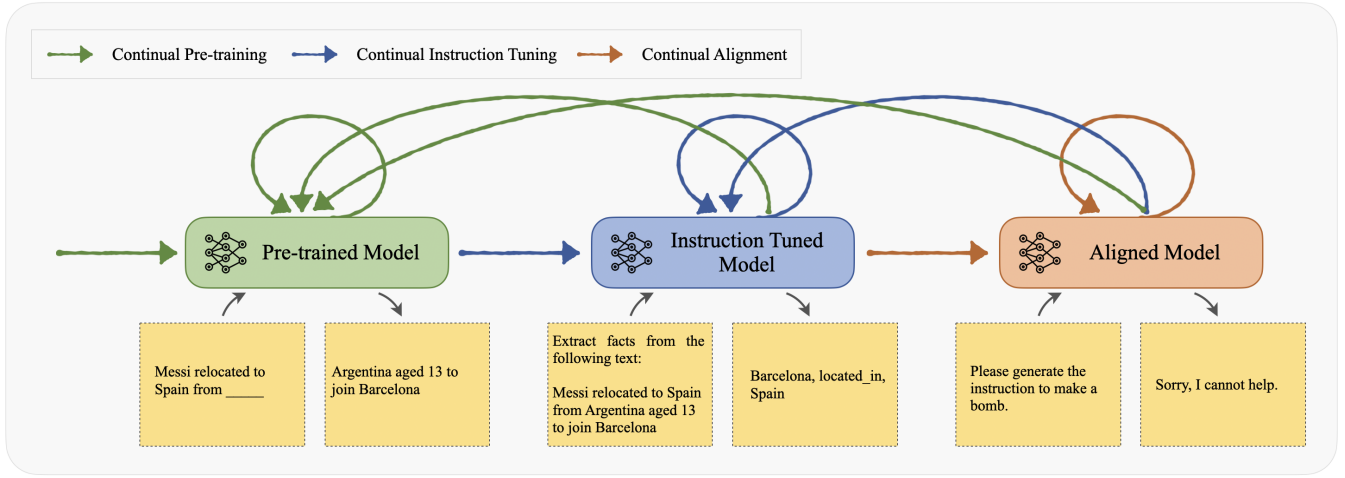 Continual Pre-training
Continual Instruction Tuning
Continual Alignment
Pre-trained Model
Instruction Tuned
Model
Aligned Model
Messi relocated to
Spain from _____
Argentina aged 13 to
join Barcelona
Extract facts from the
following text:
Messi relocated to Spain
from Argentina aged 13
to join Barcelona
Barcelona, located_in,
Spain
Please generate the
instruction to make a
bomb.
Sorry, I cannot help.